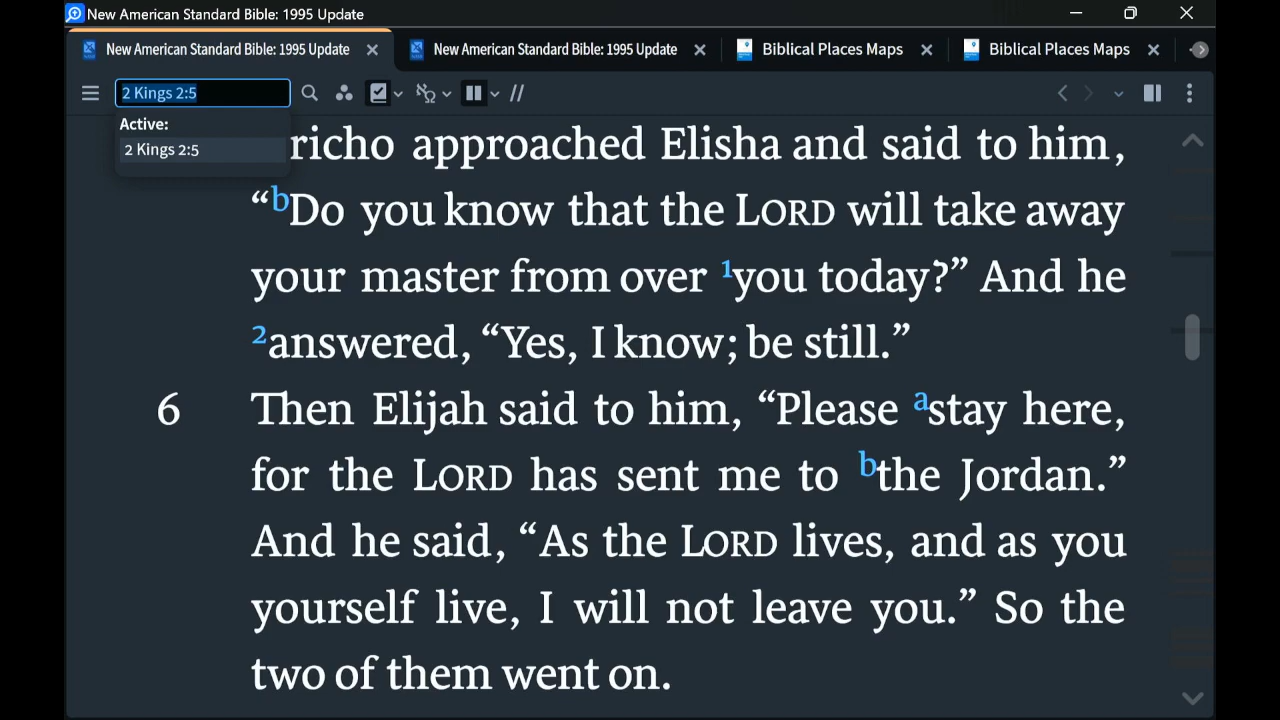 New American Standard Bible: 1995 Update
New American Standard Bible: 1995 Update
New American Standard Bible: 1995 Update
Biblical Places Maps
Biblical Places Maps
2 Kings 2:5
Active:
2 Kings 2:5
richo approached Elisha and said to him,
“bDo you know that the LORD will take away
your master from over 1you today?” And he
2answered, “Yes, I know; be still.”
6 Then Elijah said to him, “Please astay here,
for the LORD has sent me to bthe Jordan.”
And he said, “As the LORD lives, and as you
yourself live, I will not leave you.” So the
two of them went on.